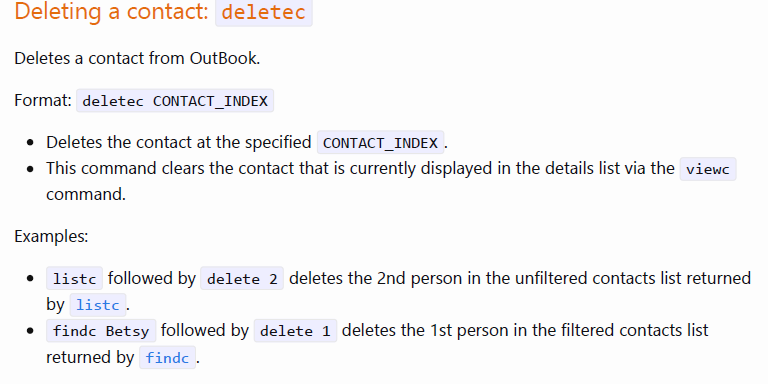 Deleting a contact: deletec
Deletes a contact from OutBook.
Format: deletec CONTACT_INDEX
• Deletes the contact at the specified CONTACT_INDEX.
• This command clears the contact that is currently displayed in the details list via the viewc
command.
Examples:
• listc followed by delete 2 deletes the 2nd person in the unfiltered contacts list returned
by listc.
• findc Betsy followed by delete 1 deletes the 1st person in the filtered contacts list
returned by findc.